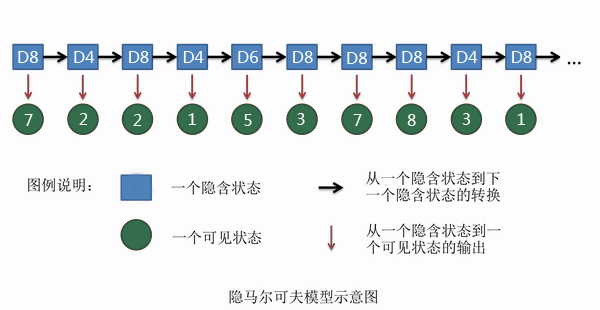 D8 D4 D8 D4 D6 D8 D8 D8 D4 D8 ...
7 2 2 1 5 3 7 8 3 1
图例说明:
一个隐含状态
从一个隐含状态到下
一个隐含状态的转换
一个可见状态
从一个隐含状态到一
个可见状态的输出
隐马尔可夫模型示意图